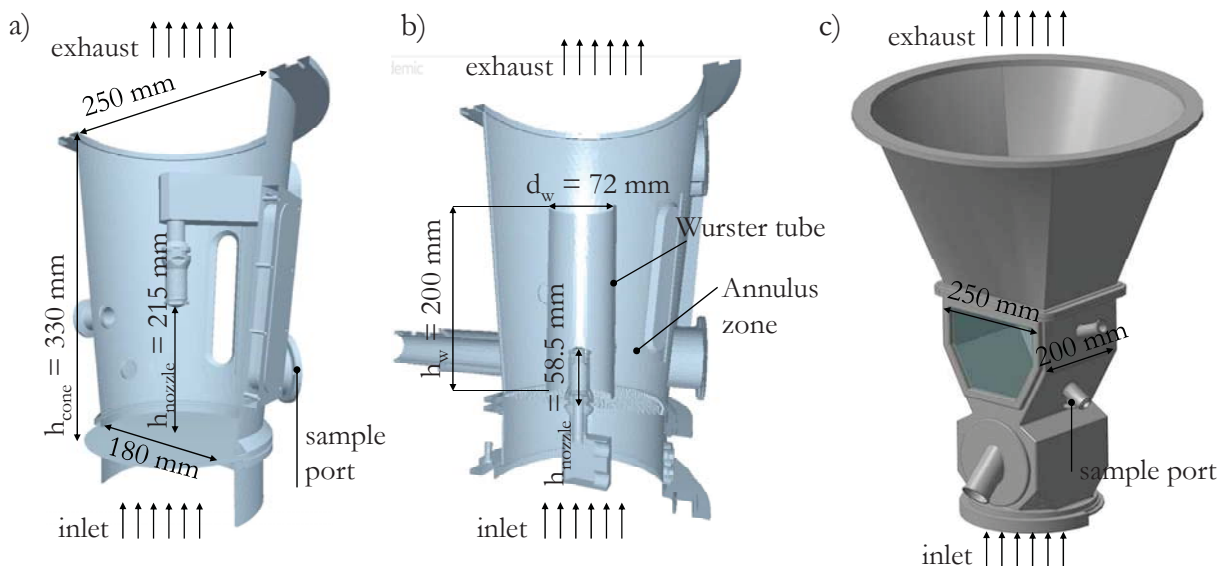 a)
exhaust
250 mm
h_cone = 330 mm
h_nozzle = 215 mm
180 mm
sample
port
inlet
b)
demic
exhaust
d_w = 72 mm
Wurster tube
h_w = 200 mm
Annulus
zone
h_nozzle = 58.5 mm
inlet
c)
exhaust
250 mm
200 mm
sample port
inlet